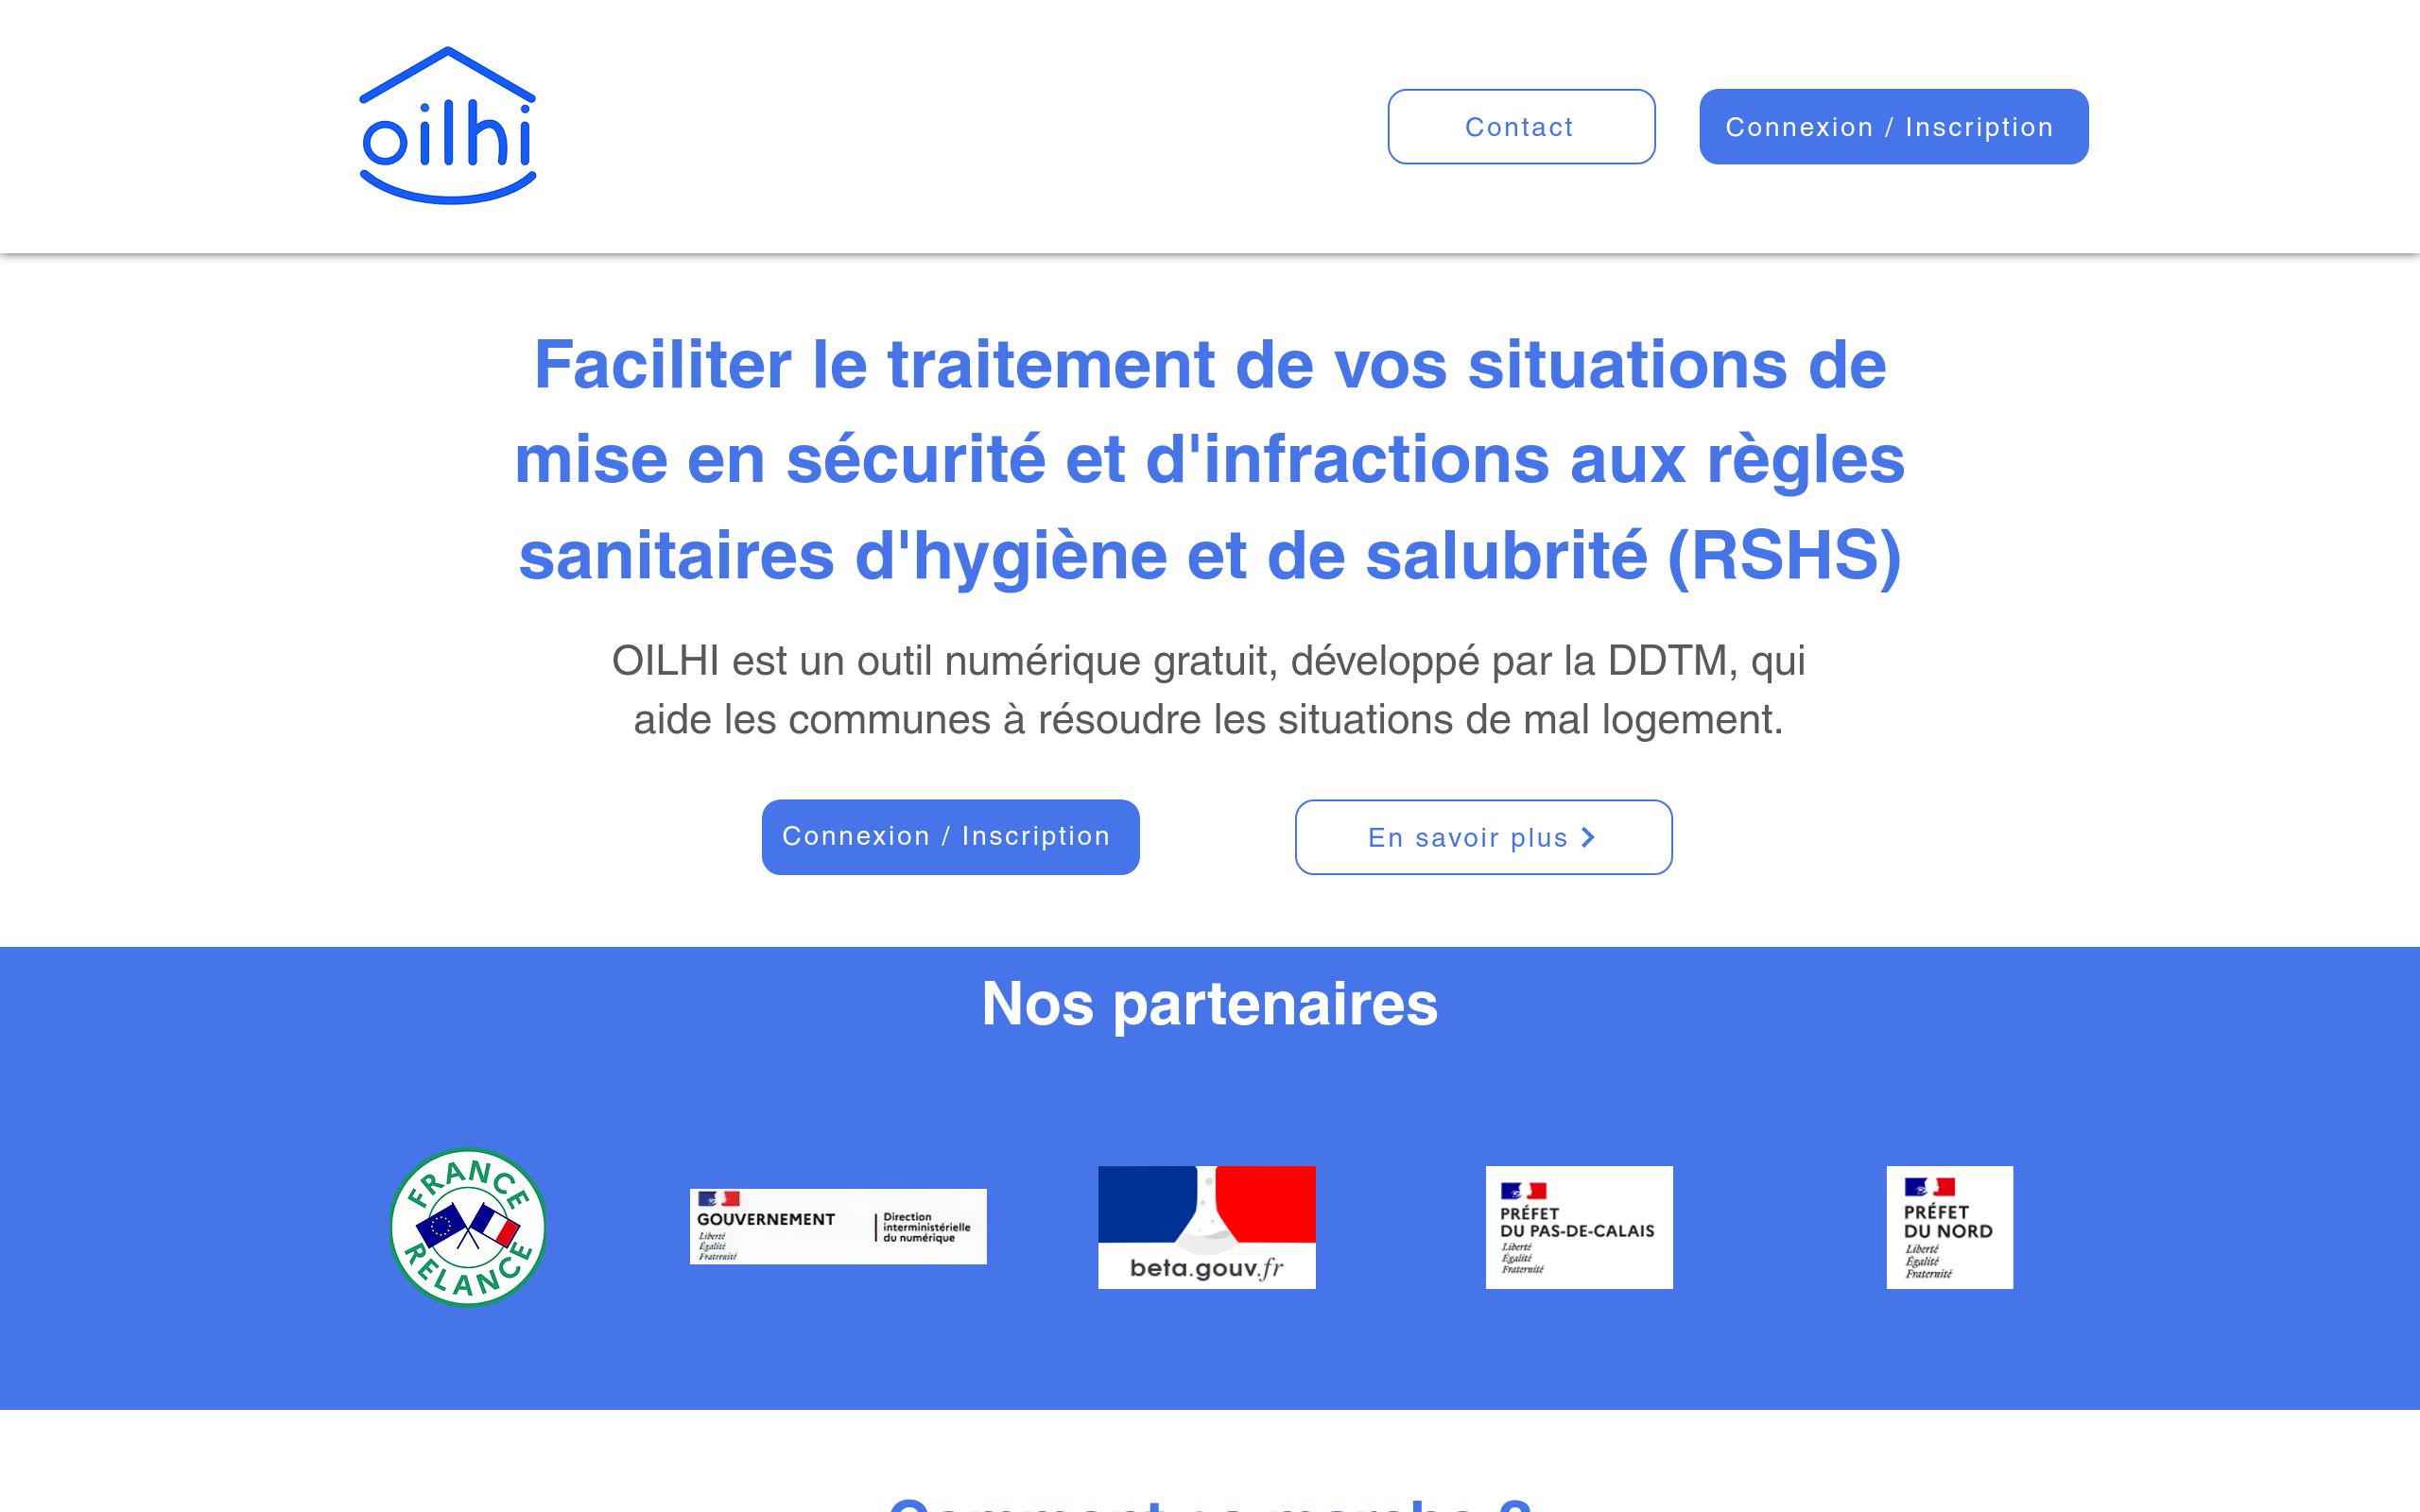 oilhi
Contact
Connexion / Inscription
Faciliter le traitement de vos situations de
mise en sécurité et d'infractions aux règles
sanitaires d'hygiène et de salubrité (RSHS)
OILHI est un outil numérique gratuit, développé par la DDTM, qui
aide les communes à résoudre les situations de mal logement.
Connexion / Inscription
En savoir plus
Nos partenaires
FRANCE
RELANCE
GOUVERNEMENT
Liberté
Égalité
Fraternité
Direction
interministérielle
du numérique
beta.gouv.fr
PRÉFET
DU PAS-DE-CALAIS
Liberté
Égalité
Fraternité
PRÉFET
DU NORD
Liberté
Égalité
Fraternité